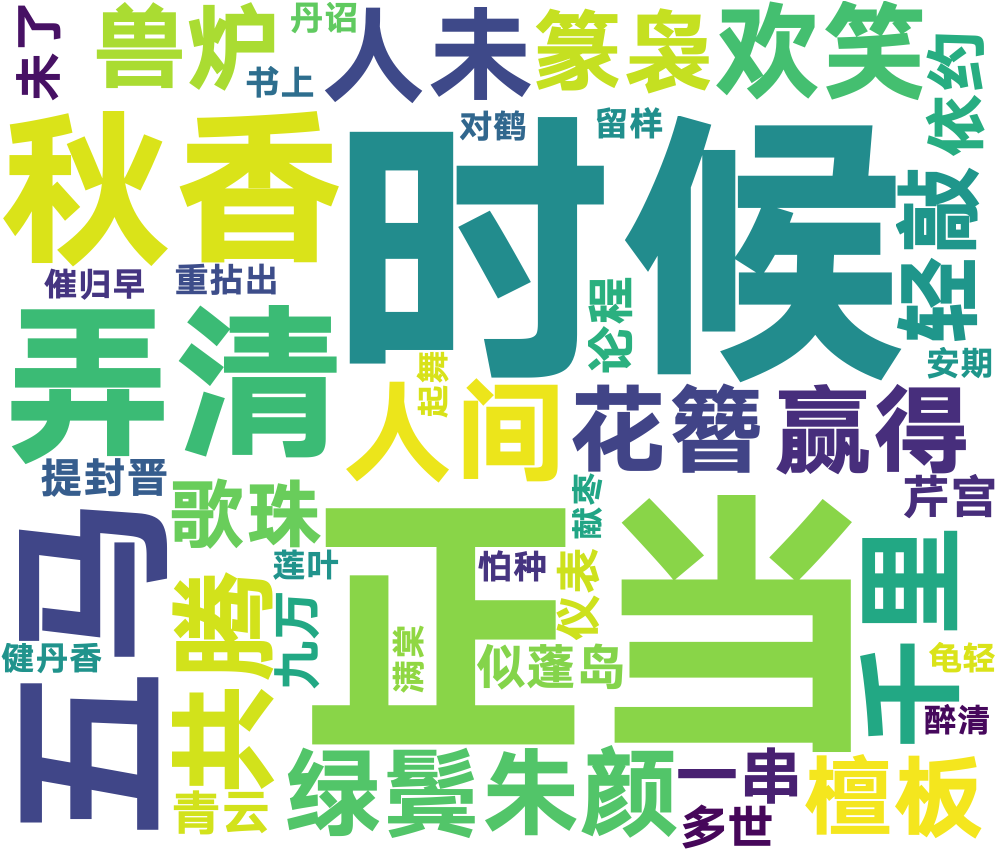 未了
兽炉
丹诏
书上
人未
篆袅
欢笑
依约
秋香
时候
对鹤
留样
轻敲
催归早
重拈出
弄清
论程
安期
起舞
人间
花簪
赢得
提封晋
歌珠
献枣
芹宫
五马
正当
莲叶
怕种
仪表
千里
共腾
九万
满棠
似蓬岛
健丹香
龟轻
醉清
青云
绿鬓朱颜
一串
多世
檀板